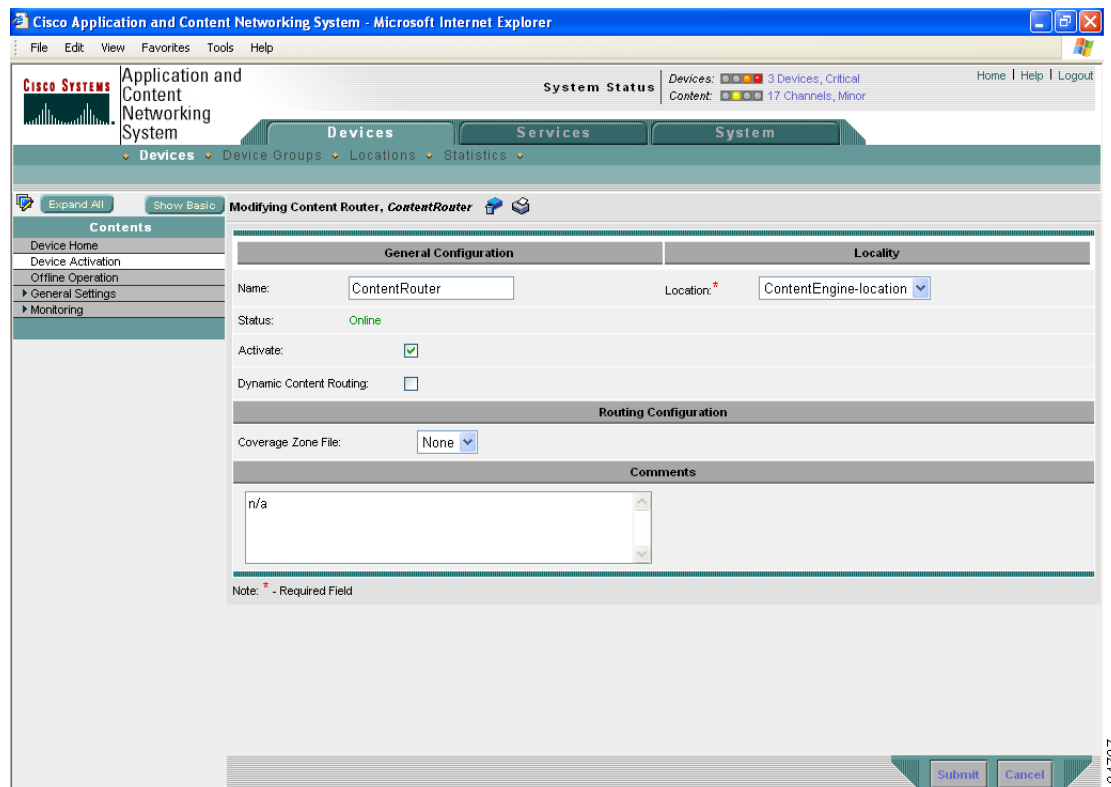 Cisco Application and Content Networking System - Microsoft Internet Explorer
File Edit View Favorites Tools Help
CISCO SYSTEMS
Application and
Content
Networking
System
System Status
Devices: 3 Devices, Critical
Content: 17 Channels, Minor
Home | Help | Logout
Devices Services System
Devices Device Groups Locations Statistics
Expand All Show Basic
Modifying Content Router, ContentRouter
Contents
Device Home
Device Activation
Offline Operation
General Settings
Monitoring
General Configuration Locality
Name: ContentRouter Location:* ContentEngine-location
Status: Online
Activate:
Dynamic Content Routing:
Routing Configuration
Coverage Zone File: None
Comments
n/a
Note: * - Required Field
Submit Cancel